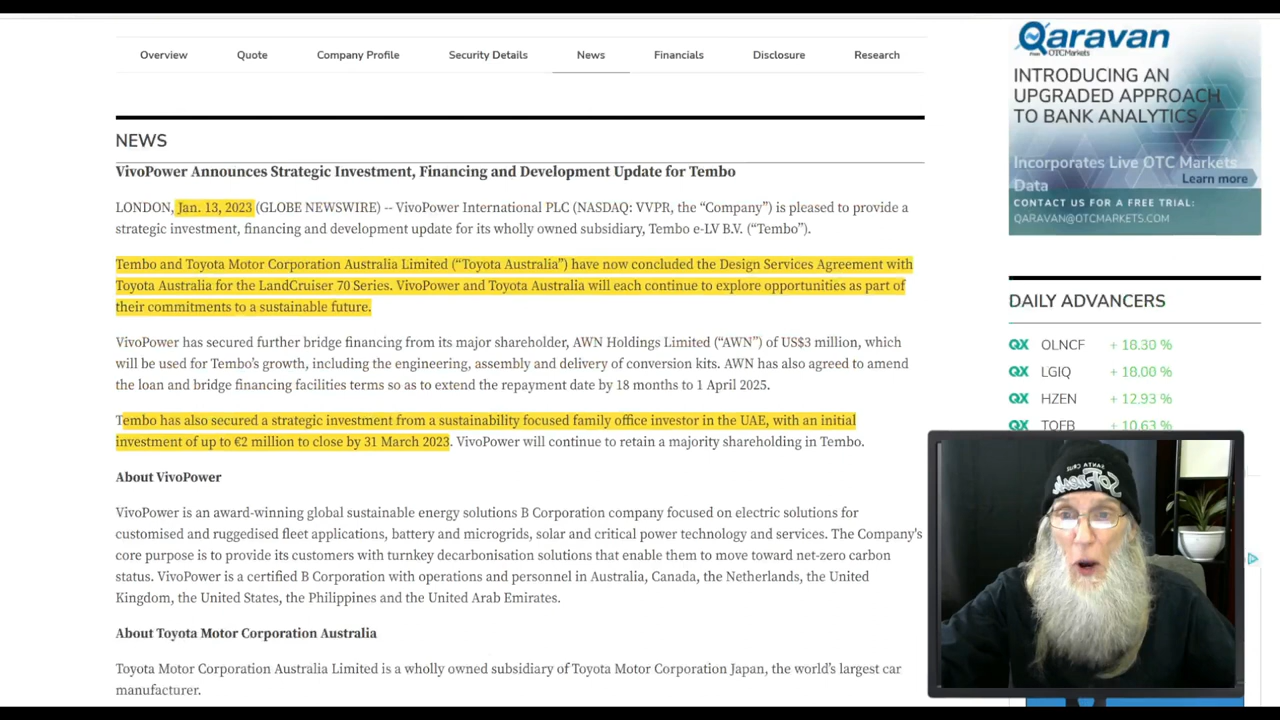 Overview Quote Company Profile Security Details News Financials Disclosure Research
NEWS
VivoPower Announces Strategic Investment, Financing and Development Update for Tembo
LONDON, Jan. 13, 2023 (GLOBE NEWSWIRE) -- VivoPower International PLC (NASDAQ: VVPR, the “Company”) is pleased to provide a
strategic investment, financing and development update for its wholly owned subsidiary, Tembo e-LV B.V. (“Tembo”).
Tembo and Toyota Motor Corporation Australia Limited (“Toyota Australia”) have now concluded the Design Services Agreement with
Toyota Australia for the LandCruiser 70 Series. VivoPower and Toyota Australia will each continue to explore opportunities as part of
their commitments to a sustainable future.
VivoPower has secured further bridge financing from its major shareholder, AWN Holdings Limited (“AWN”) of US$3 million, which
will be used for Tembo’s growth, including the engineering, assembly and delivery of conversion kits. AWN has also agreed to amend
the loan and bridge financing facilities terms so as to extend the repayment date by 18 months to 1 April 2025.
Tembo has also secured a strategic investment from a sustainability focused family office investor in the UAE, with an initial
investment of up to €2 million to close by 31 March 2023. VivoPower will continue to retain a majority shareholding in Tembo.
About VivoPower
VivoPower is an award-winning global sustainable energy solutions B Corporation company focused on electric solutions for
customised and ruggedised fleet applications, battery and microgrids, solar and critical power technology and services. The Company’s
core purpose is to provide its customers with turnkey decarbonisation solutions that enable them to move toward net-zero carbon
status. VivoPower is a certified B Corporation with operations and personnel in Australia, Canada, the Netherlands, the United
Kingdom, the United States, the Philippines and the United Arab Emirates.
About Toyota Motor Corporation Australia
Toyota Motor Corporation Australia Limited is a wholly owned subsidiary of Toyota Motor Corporation Japan, the world’s largest car
manufacturer.
Qaravan
OTCMarkets
INTRODUCING AN
UPGRADED APPROACH
TO BANK ANALYTICS
Incorporates Live OTC Markets
Data
Learn more
CONTACT US FOR A FREE TRIAL:
QARAVAN@OTCMARKETS.COM
DAILY ADVANCERS
QX OLNCF + 18.30 %
QX LGIQ + 18.00 %
QX HZEN + 12.93 %
QX TOFB + 10.63 %
SANTA CRUZ